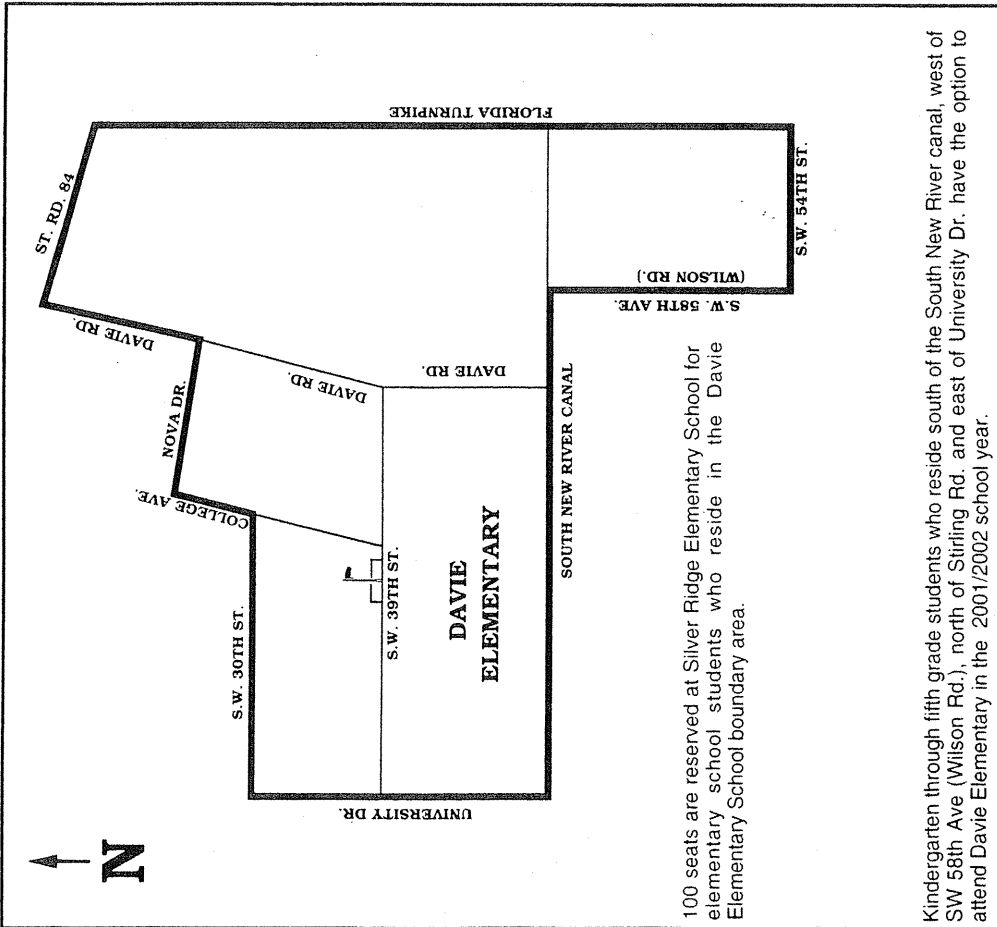 N
ST. RD. 84
DAVIE RD.
NOVA DR.
COLLEGE AVE.
S.W. 30TH ST.
DAVIE RD.
FLORIDA TURNPIKE
UNIVERSITY DR.
S.W. 39TH ST.
DAVIE RD.
DAVIE
ELEMENTARY
SOUTH NEW RIVER CANAL
S.W. 58TH AVE.
(WILSON RD.)
S.W. 54TH ST.
100 seats are reserved at Silver Ridge Elementary School for
elementary school students who reside in the Davie
Elementary School boundary area.
Kindergarten through fifth grade students who reside south of the South New River canal, west of
SW 58th Ave (Wilson Rd.), north of Stirling Rd. and east of University Dr. have the option to
attend Davie Elementary in the 2001/2002 school year.